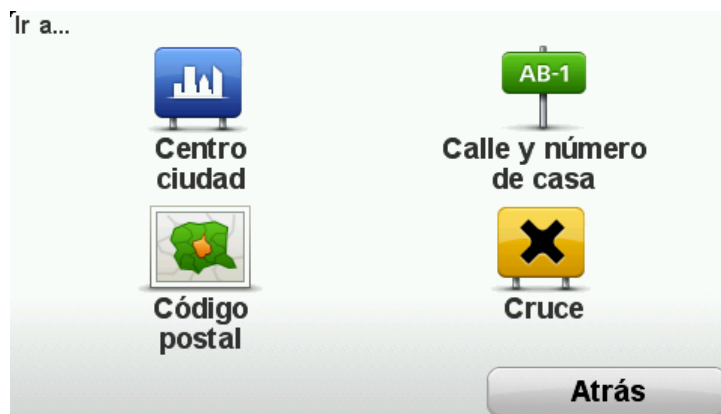 Ir a...
AB-1
Centro
ciudad
Calle y número
de casa
Código
postal
Cruce
Atrás